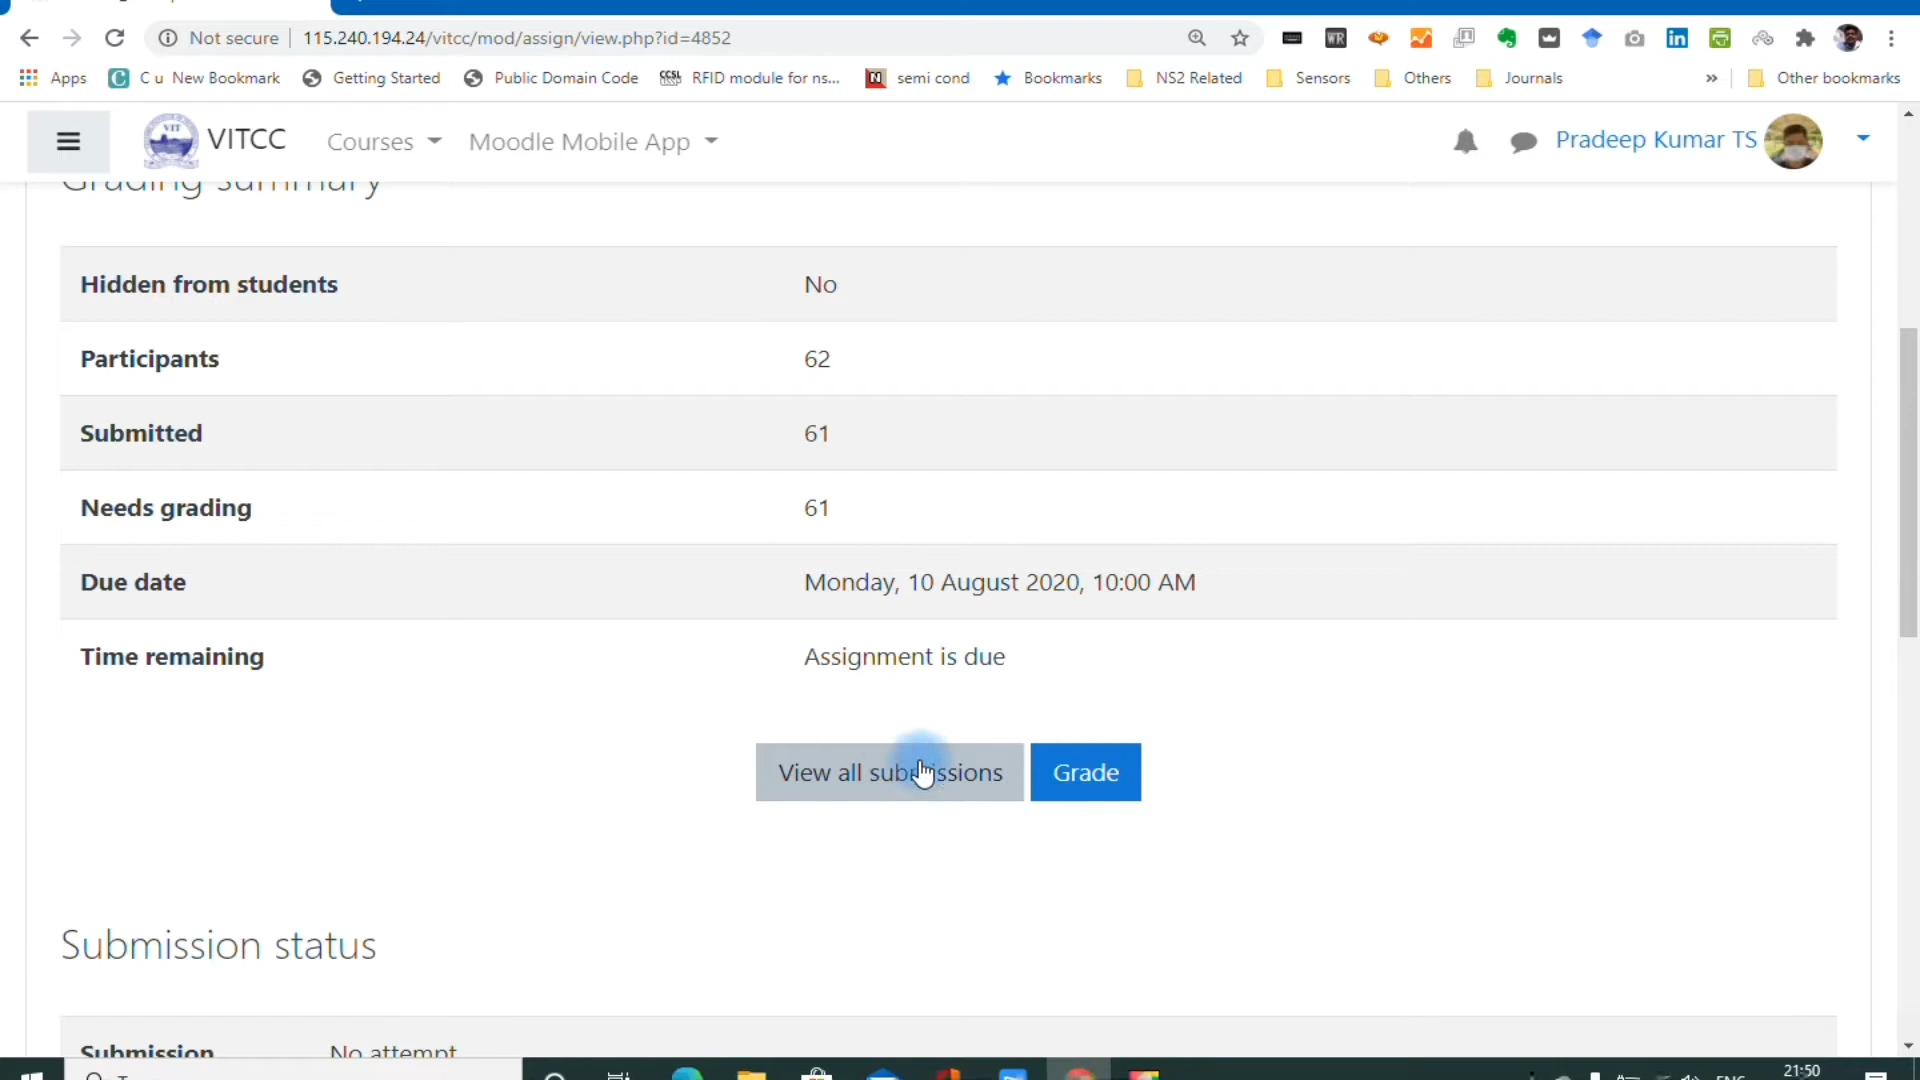 Not secure 115.240.194.24/vitcc/mod/assign/view.php?id=4852
Apps C u New Bookmark Getting Started Public Domain Code RFID module for ns... semi cond Bookmarks NS2 Related Sensors Others Journals » Other bookmarks
VITCC Courses Moodle Mobile App Pradeep Kumar TS
Grading summary
Hidden from students No
Participants 62
Submitted 61
Needs grading 61
Due date Monday, 10 August 2020, 10:00 AM
Time remaining Assignment is due
View all submissions Grade
Submission status
Submission No attempt
21:50
ENG